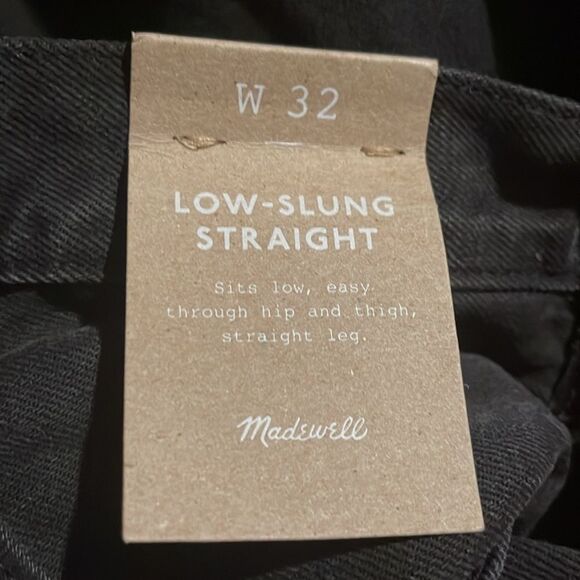 W 32
LOW-SLUNG
STRAIGHT
Sits low, easy
through hip and thigh,
straight leg.
Madewell